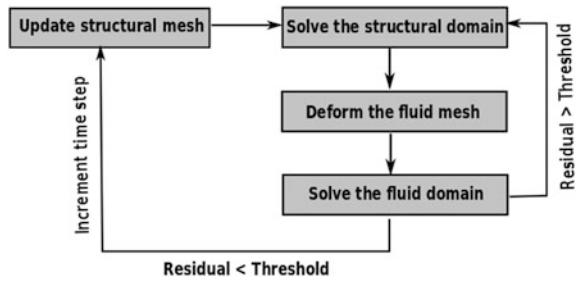 Update structural mesh
Solve the structural domain
Deform the fluid mesh
Solve the fluid domain
Residual > Threshold
Increment time step
Residual < Threshold